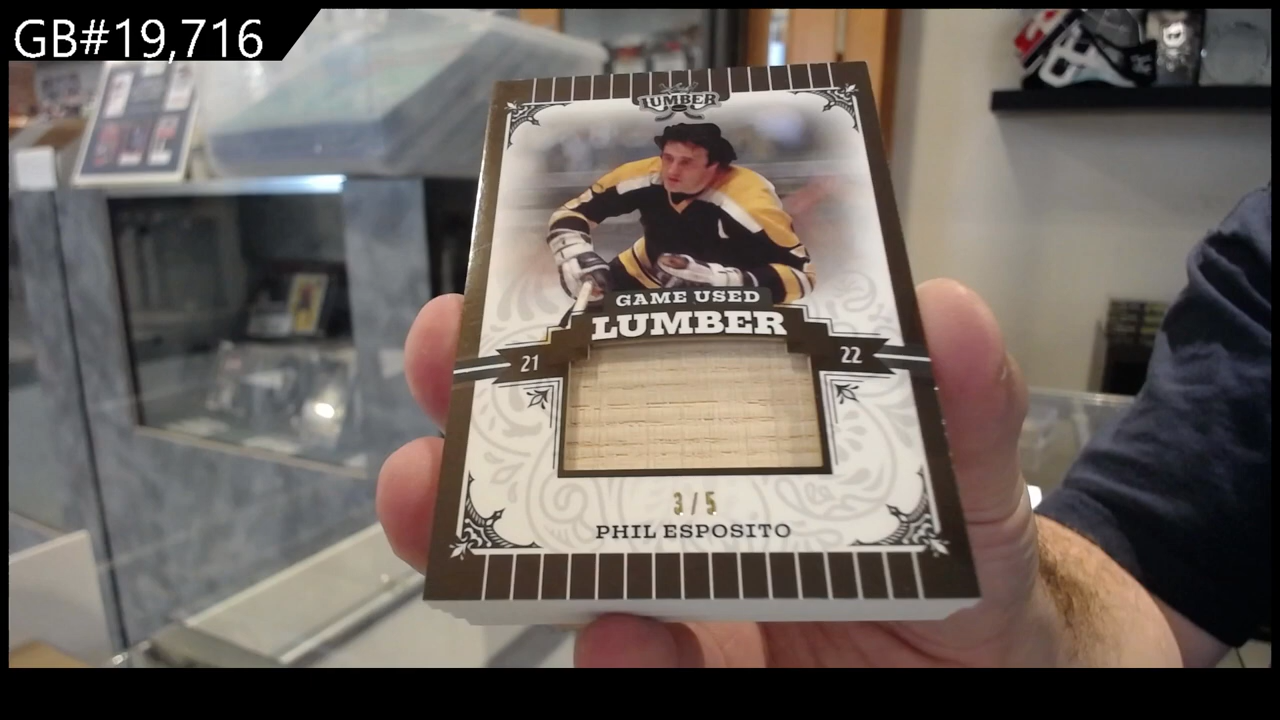 GB#19,716
LUMBER
GAME USED
LUMBER
21
22
3/5
PHIL ESPOSITO